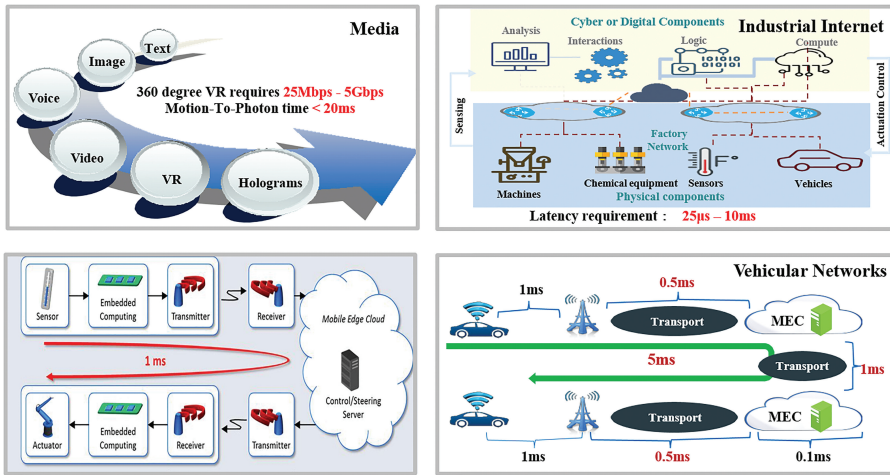 Media
Text
Image
Voice
360 degree VR requires 25Mbps - 5Gbps
Motion-To-Photon time < 20ms
Video
VR
Holograms
Industrial Internet
Cyber or Digital Components
Analysis
Interactions
Logic
Compute
Sensing
Actuation Control
Factory
Network
Machines
Chemical equipment
Sensors
Vehicles
F°
Physical components
Latency requirement : 25μs – 10ms
Sensor
Embedded
Computing
Transmitter
Receiver
Mobile Edge Cloud
1 ms
Control/Steering
Server
Actuator
Embedded
Computing
Receiver
Transmitter
Vehicular Networks
1ms
0.5ms
Transport
MEC
5ms
Transport
1ms
Transport
MEC
1ms
0.5ms
0.1ms